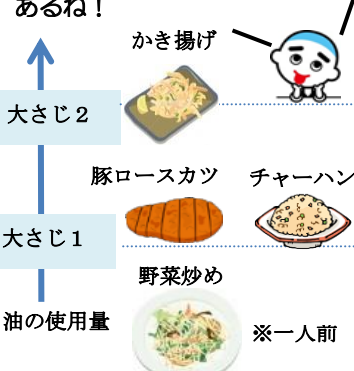 あるね！
かき揚げ
大さじ２
豚ロースカツ
チャーハン
大さじ１
野菜炒め
油の使用量
※一人前